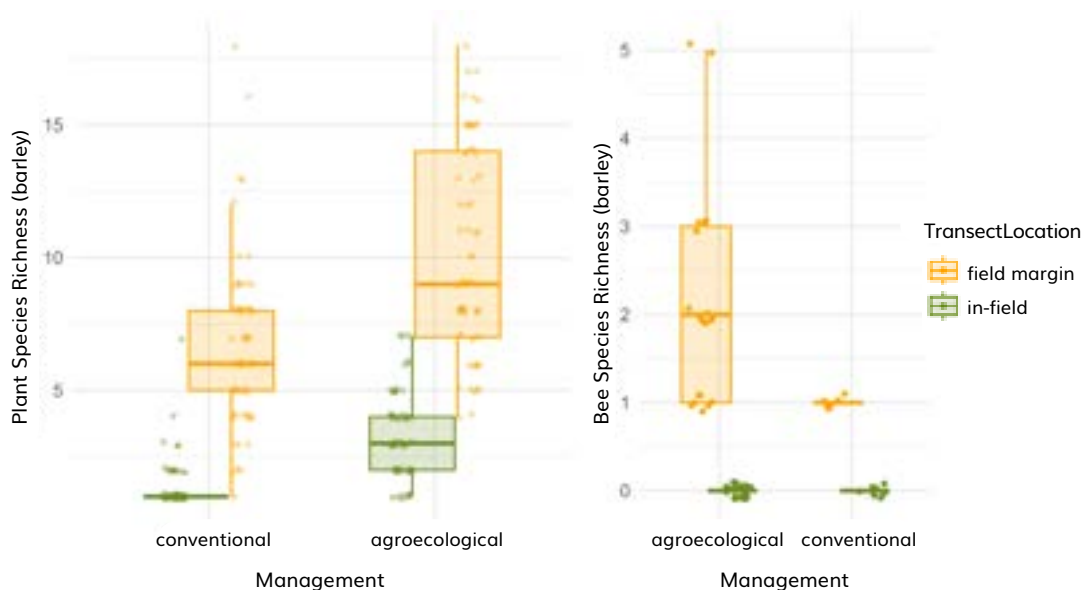 Plant Species Richness (barley)
15
10
5
conventional
agroecological
Management
Bee Species Richness (barley)
5
4
3
2
1
0
agroecological
conventional
Management
TransectLocation
field margin
in-field